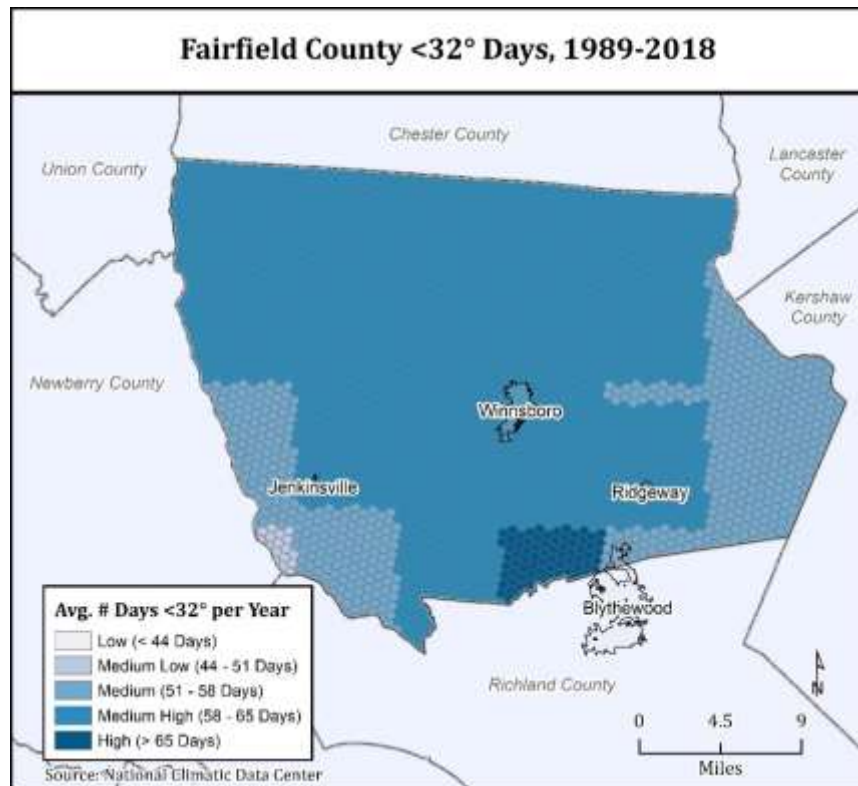 Fairfield County <32° Days, 1989-2018
Chester County
Union County
Lancaster
County
Kershaw
County
Newberry County
Winnsboro
Jenkinsville
Ridgeway
Blythewood
Richland County
Avg. # Days <32° per Year
Low (< 44 Days)
Medium Low (44 - 51 Days)
Medium (51 - 58 Days)
Medium High (58 - 65 Days)
High (> 65 Days)
Source: National Climatic Data Center
N
0 4.5 9
Miles